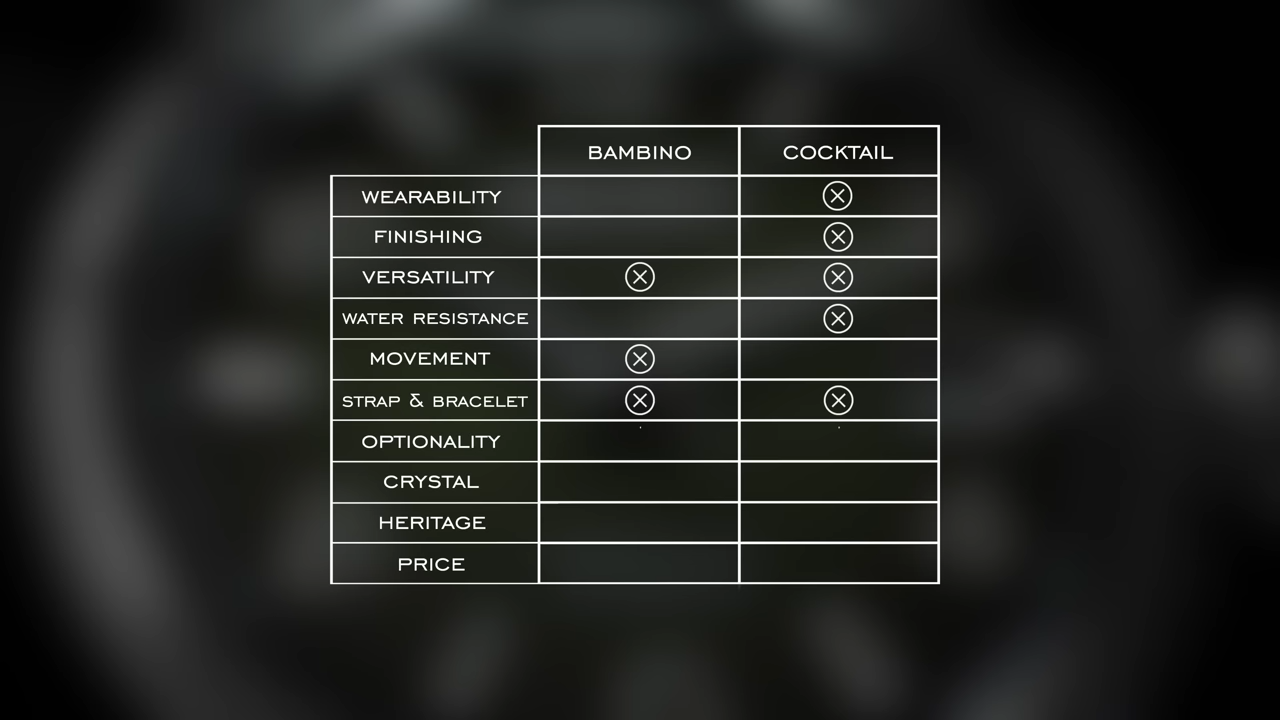 BAMBINO COCKTAIL
WEARABILITY
FINISHING
VERSATILITY
WATER RESISTANCE
MOVEMENT
STRAP & BRACELET
OPTIONALITY
CRYSTAL
HERITAGE
PRICE